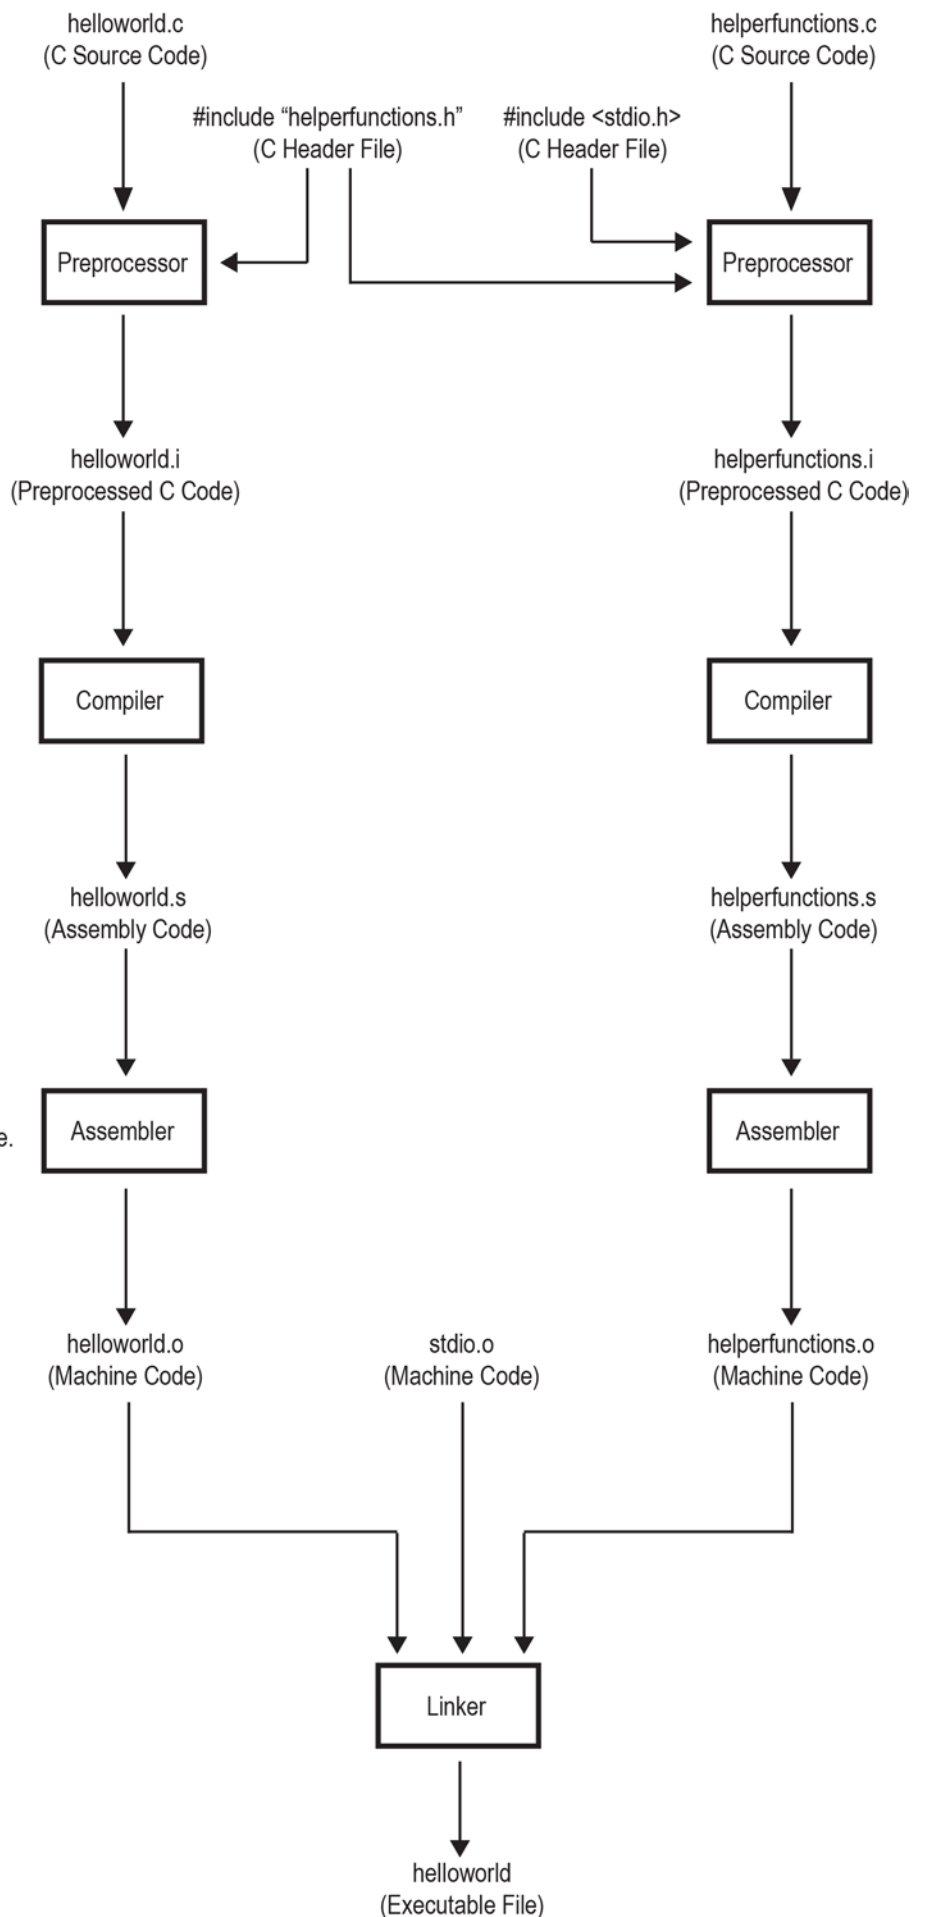 helloworld.c
(C Source Code)
helperfunctions.c
(C Source Code)
#include “helperfunctions.h”
(C Header File)
#include <stdio.h>
(C Header File)
Preprocessor
Preprocessor
helloworld.i
(Preprocessed C Code)
helperfunctions.i
(Preprocessed C Code)
Compiler
Compiler
helloworld.s
(Assembly Code)
helperfunctions.s
(Assembly Code)
e.
Assembler
Assembler
helloworld.o
(Machine Code)
stdio.o
(Machine Code)
helperfunctions.o
(Machine Code)
Linker
helloworld
(Executable File)